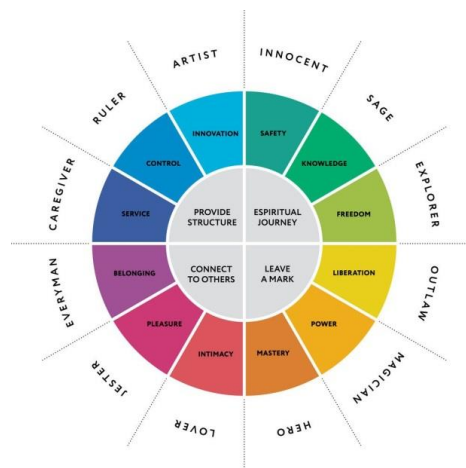 ARTIST
INNOCENT
RULER
SAGE
CAREGIVER
EXPLORER
EVERYMAN
OUTLAW
JESTER
MAGICIAN
LOVER
HERO
INNOVATION
SAFETY
CONTROL
KNOWLEDGE
SERVICE
FREEDOM
BELONGING
LIBERATION
PLEASURE
POWER
INTIMACY
MASTERY
PROVIDE
STRUCTURE
ESPIRITUAL
JOURNEY
CONNECT
TO OTHERS
LEAVE
A MARK